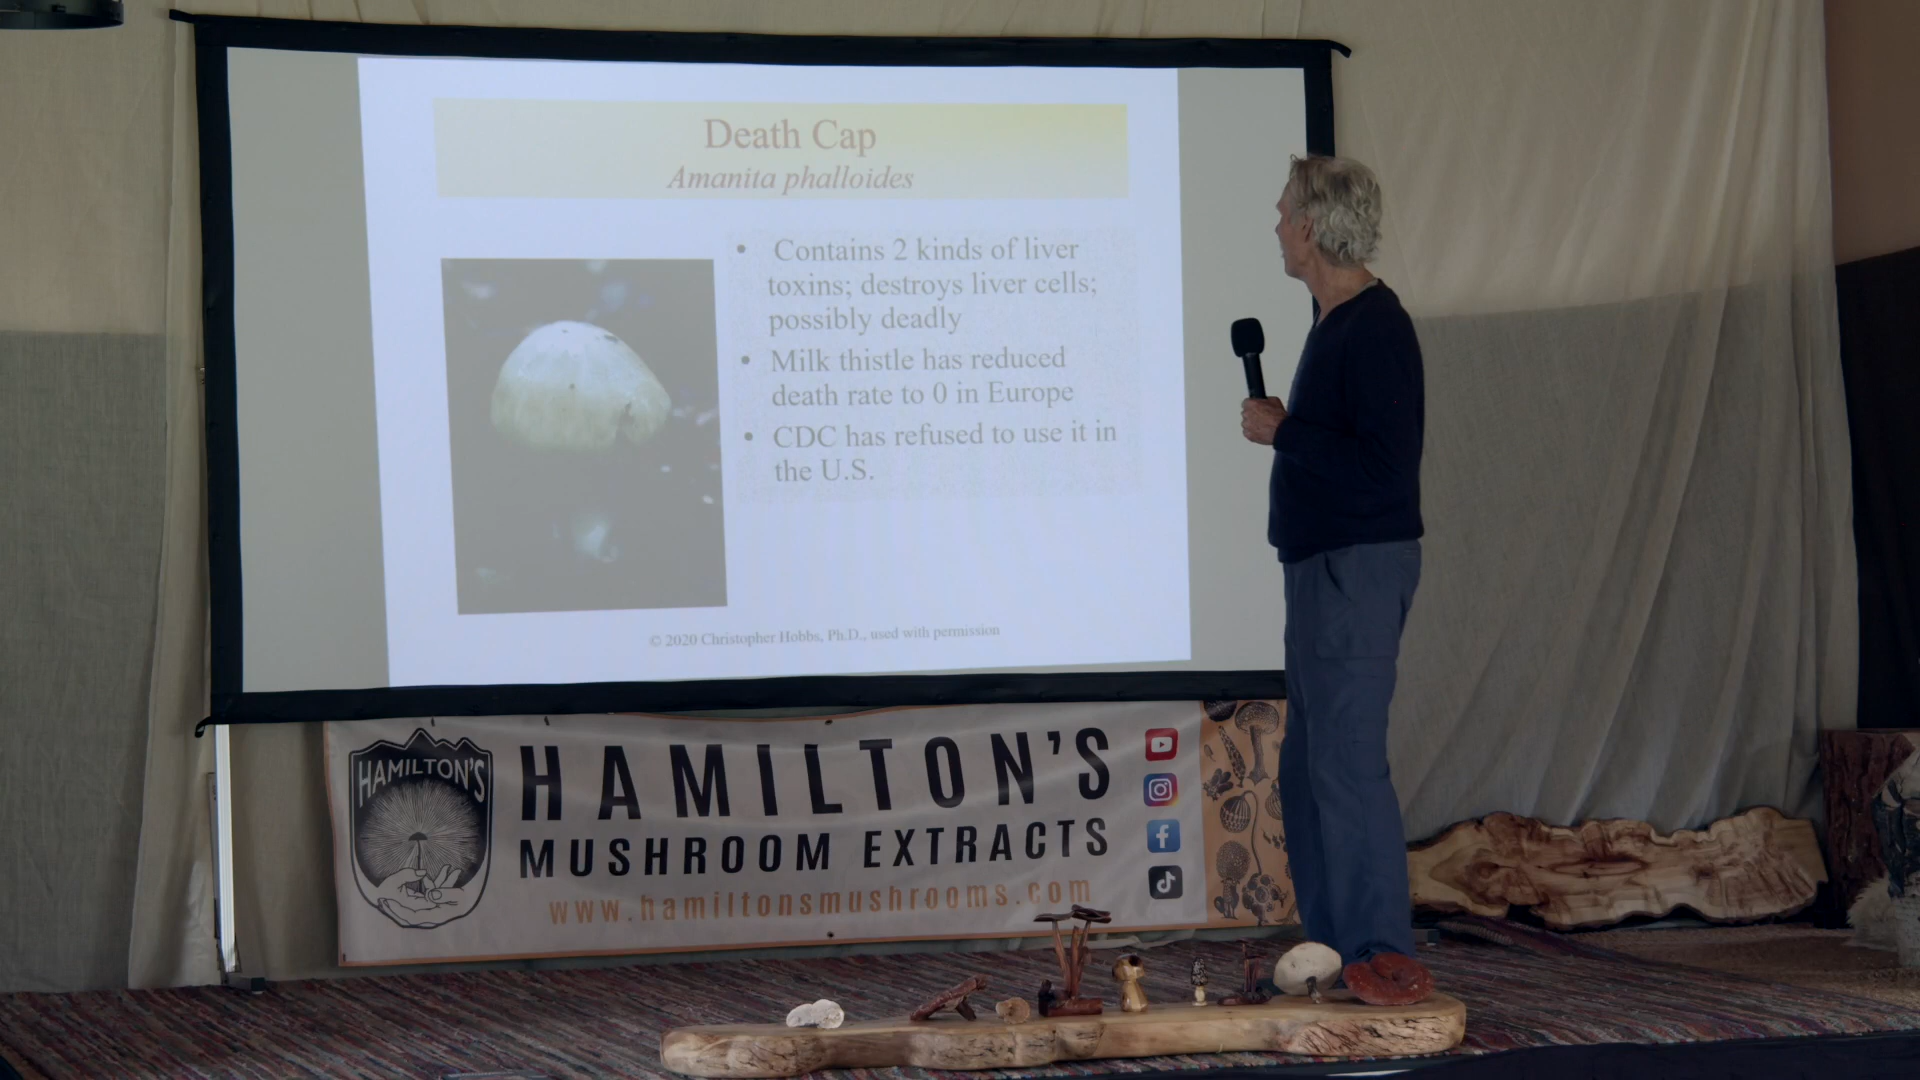 Death Cap
Amanita phalloides
• Contains 2 kinds of liver
toxins; destroys liver cells;
possibly deadly
• Milk thistle has reduced
death rate to 0 in Europe
• CDC has refused to use it in
the U.S.
© 2020 Christopher Hobbs, Ph.D., used with permission
HAMILTON'S
HAMILTON'S
MUSHROOM EXTRACTS
www.hamiltonsmushrooms.com